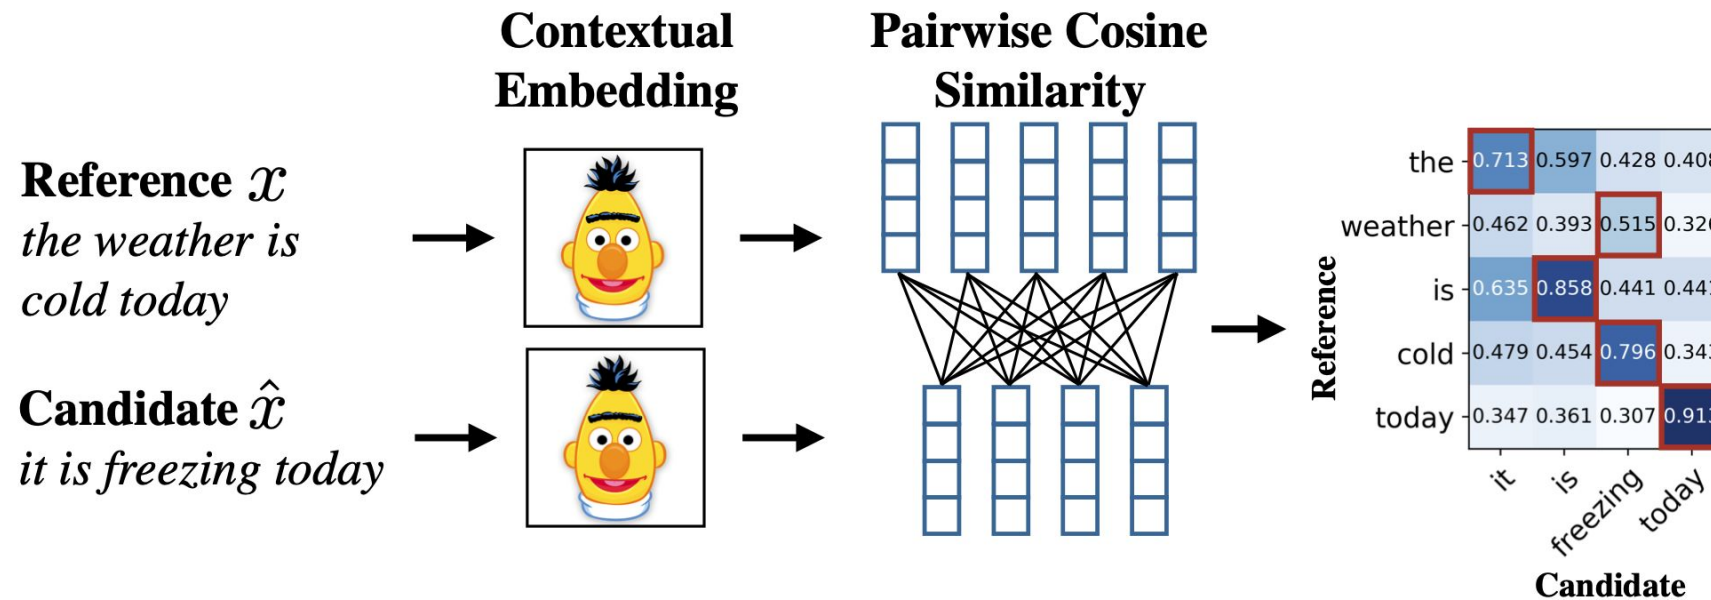 Contextual
Embedding
Pairwise Cosine
Similarity
Reference x
the weather is
cold today
Candidate x̂
it is freezing today
Reference
the 0.713 0.597 0.428
weather 0.462 0.393 0.515
is 0.635 0.858 0.441
cold 0.479 0.454 0.796
today 0.347 0.361 0.307
it is freezing today
Candidate